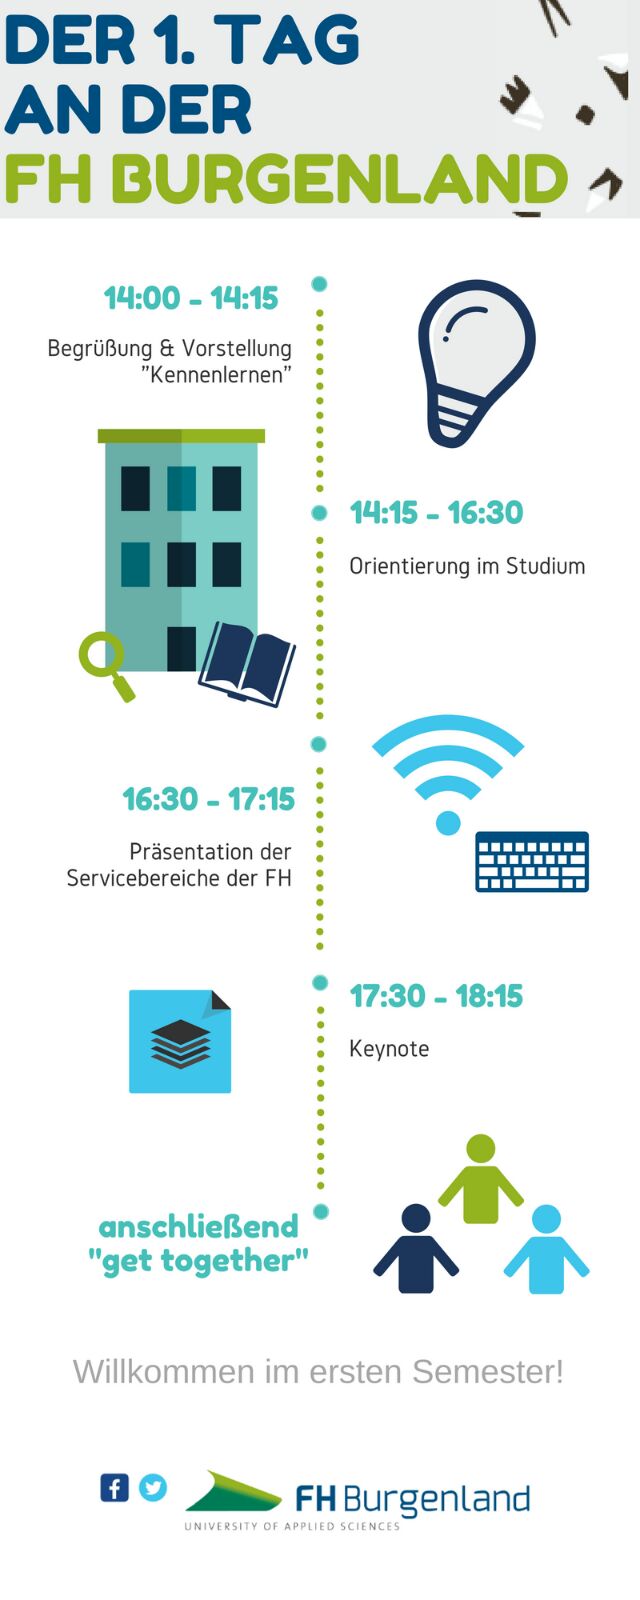 DER 1. TAG
AN DER
FH BURGENLAND
14:00 - 14:15
Begrüßung & Vorstellung
"Kennenlernen"
14:15 - 16:30
Orientierung im Studium
16:30 - 17:15
Präsentation der
Servicebereiche der FH
17:30 - 18:15
Keynote
anschließend
"get together"
Willkommen im ersten Semester!
FH Burgenland
UNIVERSITY OF APPLIED SCIENCES